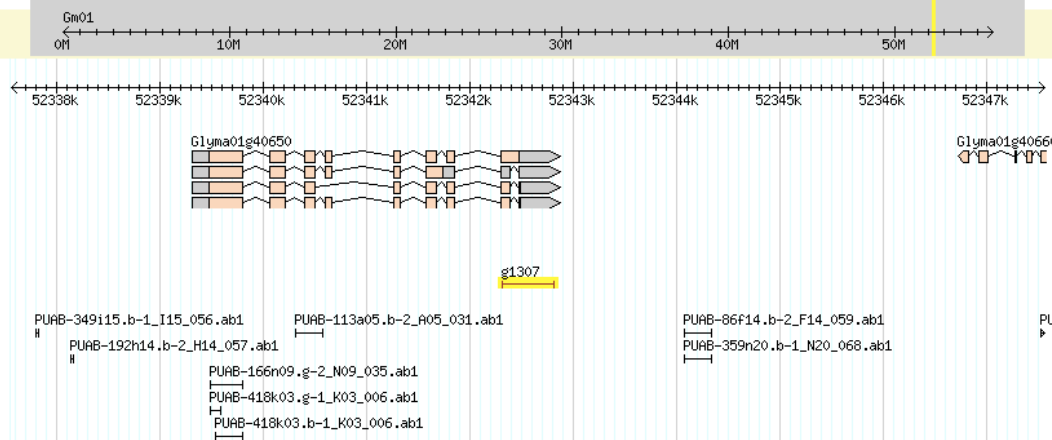 Gm01
0M 10M 20M 30M 40M 50M
52338k 52339k 52340k 52341k 52342k 52343k 52344k 52345k 52346k 52347k
Glyma01g40650 Glyma01g4066
g1307
PUAB-349i15.b-1_I15_056.ab1 PUAB-113a05.b-2_A05_031.ab1 PUAB-86f14.b-2_F14_059.ab1 PU
PUAB-192h14.b-2_H14_057.ab1 PUAB-359n20.b-1_N20_068.ab1
PUAB-166n09.g-2_N09_035.ab1
PUAB-418k03.g-1_K03_006.ab1
PUAB-418k03.b-1_K03_006.ab1